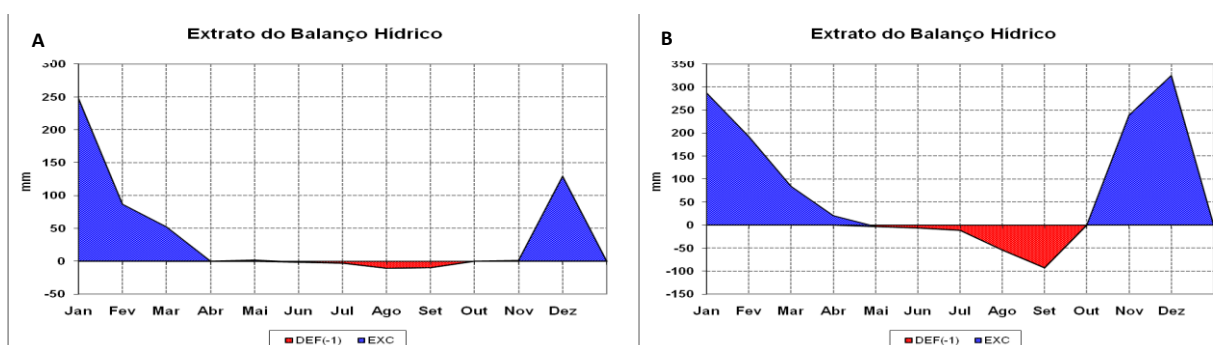 A
Extrato do Balanço Hídrico
300
250
200
150
100
50
0
-50
mm
Jan Fev Mar Abr Mai Jun Jul Ago Set Out Nov Dez
DEF(-1) EXC
B
Extrato do Balanço Hídrico
350
300
250
200
150
100
50
0
-50
-100
-150
mm
Jan Fev Mar Abr Mai Jun Jul Ago Set Out Nov Dez
DEF(-1) EXC